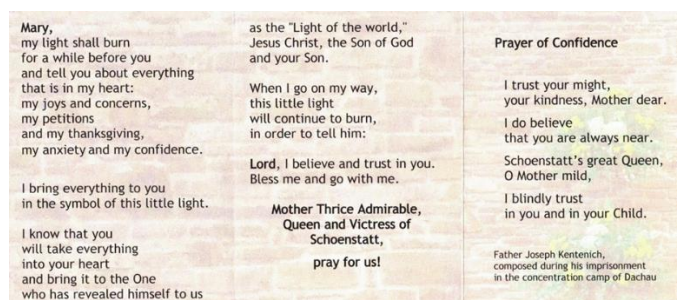 Mary,
my light shall burn
for a while before you
and tell you about everything
that is in my heart:
my joys and concerns,
my petitions
and my thanksgiving,
my anxiety and my confidence.
I bring everything to you
in the symbol of this little light.
I know that you
will take everything
into your heart
and bring it to the One
who has revealed himself to us
as the "Light of the world,"
Jesus Christ, the Son of God
and your Son.
When I go on my way,
this little light
will continue to burn,
in order to tell him:
Lord, I believe and trust in you.
Bless me and go with me.
Mother Thrice Admirable,
Queen and Victress of
Schoenstatt,
pray for us!
Prayer of Confidence
I trust your might,
your kindness, Mother dear.
I do believe
that you are always near.
Schoenstatt's great Queen,
O Mother mild,
I blindly trust
in you and in your Child.
Father Joseph Kentenich,
composed during his imprisonment
in the concentration camp of Dachau